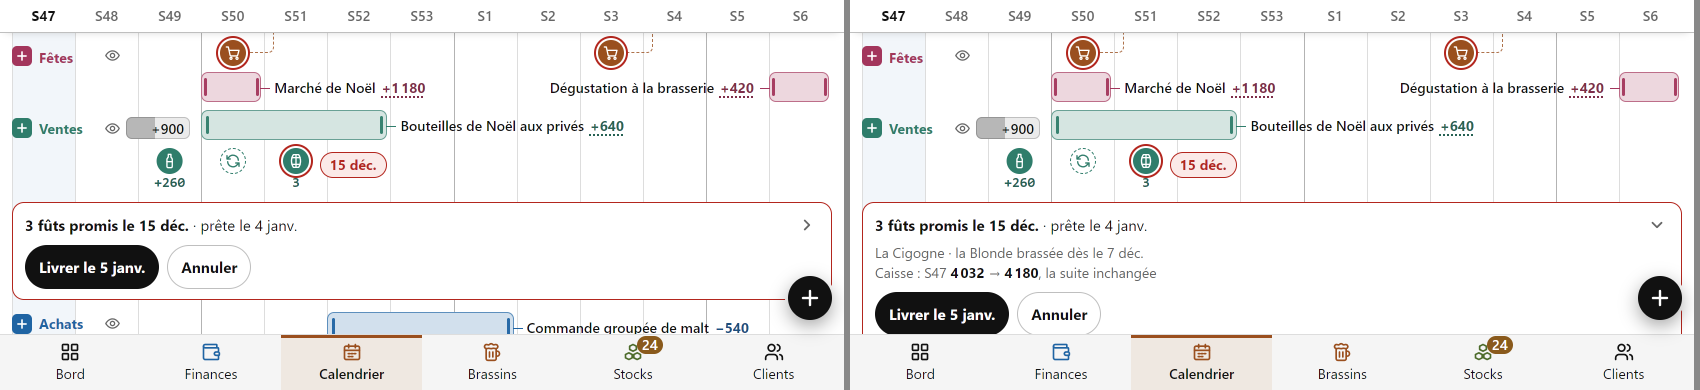 S47 S48 S49 S50 S51 S52 S53 S1 S2 S3 S4 S5 S6
Fêtes
Marché de Noël +1 180
Dégustation à la brasserie +420
Ventes
+900
Bouteilles de Noël aux privés +640
15 déc.
+260
3
3 fûts promis le 15 déc. · prête le 4 janv.
Livrer le 5 janv.
Annuler
Achats
Commande groupée de malt −540
24
Bord
Finances
Calendrier
Brassins
Stocks
Clients
S47 S48 S49 S50 S51 S52 S53 S1 S2 S3 S4 S5 S6
Fêtes
Marché de Noël +1 180
Dégustation à la brasserie +420
Ventes
+900
Bouteilles de Noël aux privés +640
15 déc.
+260
3
3 fûts promis le 15 déc. · prête le 4 janv.
La Cigogne · la Blonde brassée dès le 7 déc.
Caisse : S47 4 032 → 4 180, la suite inchangée
Livrer le 5 janv.
Annuler
24
Bord
Finances
Calendrier
Brassins
Stocks
Clients